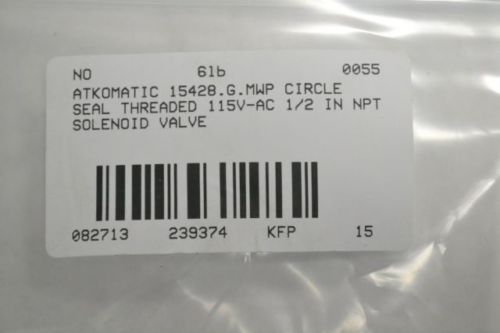 NO 6lb 0055
ATKOMATIC 15428.G.MWP CIRCLE
SEAL THREADED 115V-AC 1/2 IN NPT
SOLENOID VALVE
082713 239374 KFP 15